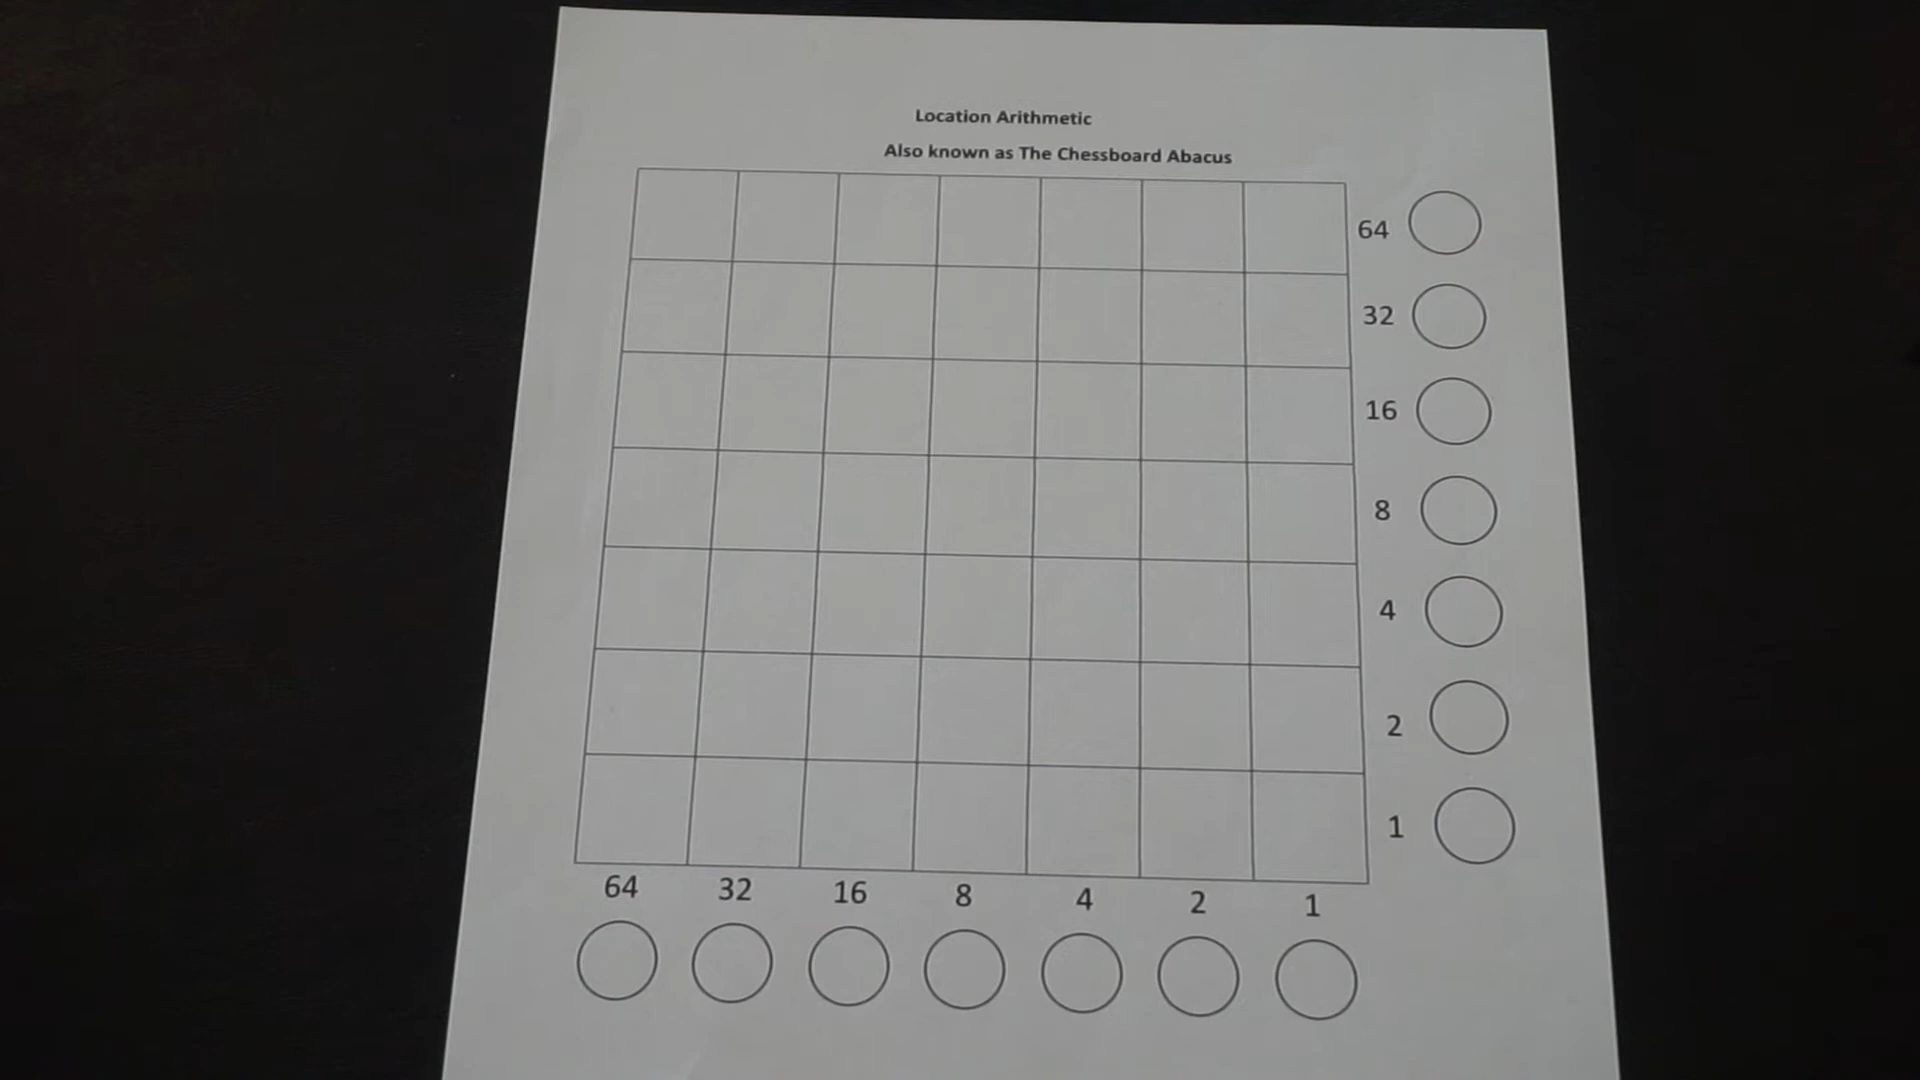 Location Arithmetic
Also known as The Chessboard Abacus
64
32
16
8
4
2
1
64 32 16 8 4 2 1